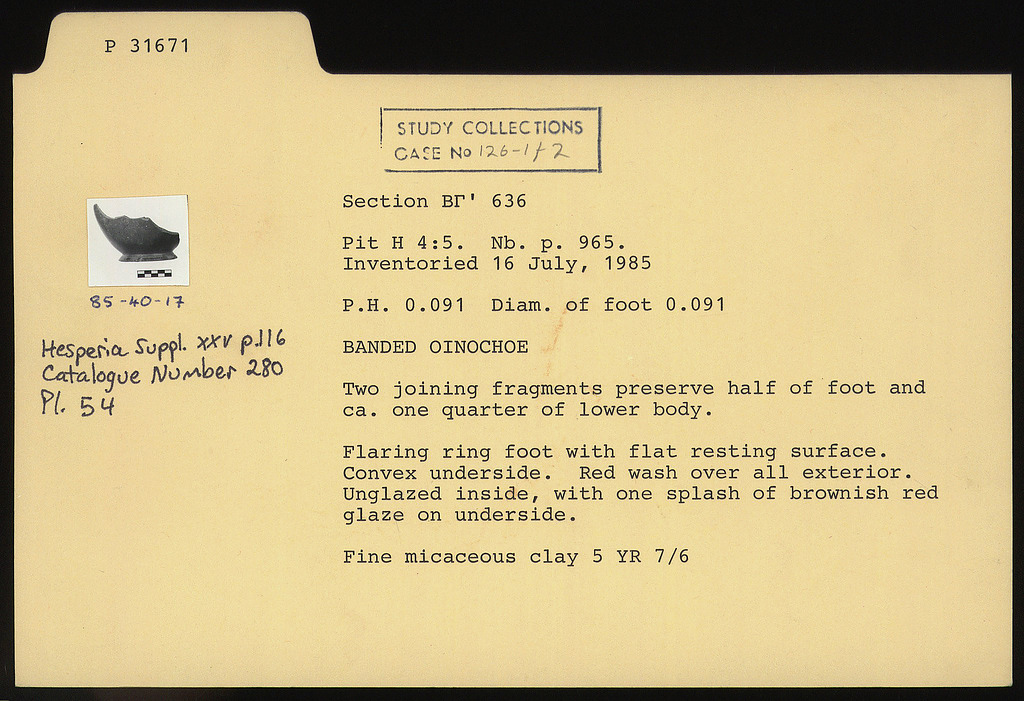 P 31671
STUDY COLLECTIONS
CASE No 126-1/2
Section ΒΓ' 636
Pit H 4:5. Nb. p. 965.
Inventoried 16 July, 1985
85-40-17
P.H. 0.091 Diam. of foot 0.091
Hesperia Suppl. XXV p.116
Catalogue Number 280
Pl. 54
BANDED OINOCHOE
Two joining fragments preserve half of foot and
ca. one quarter of lower body.
Flaring ring foot with flat resting surface.
Convex underside. Red wash over all exterior.
Unglazed inside, with one splash of brownish red
glaze on underside.
Fine micaceous clay 5 YR 7/6